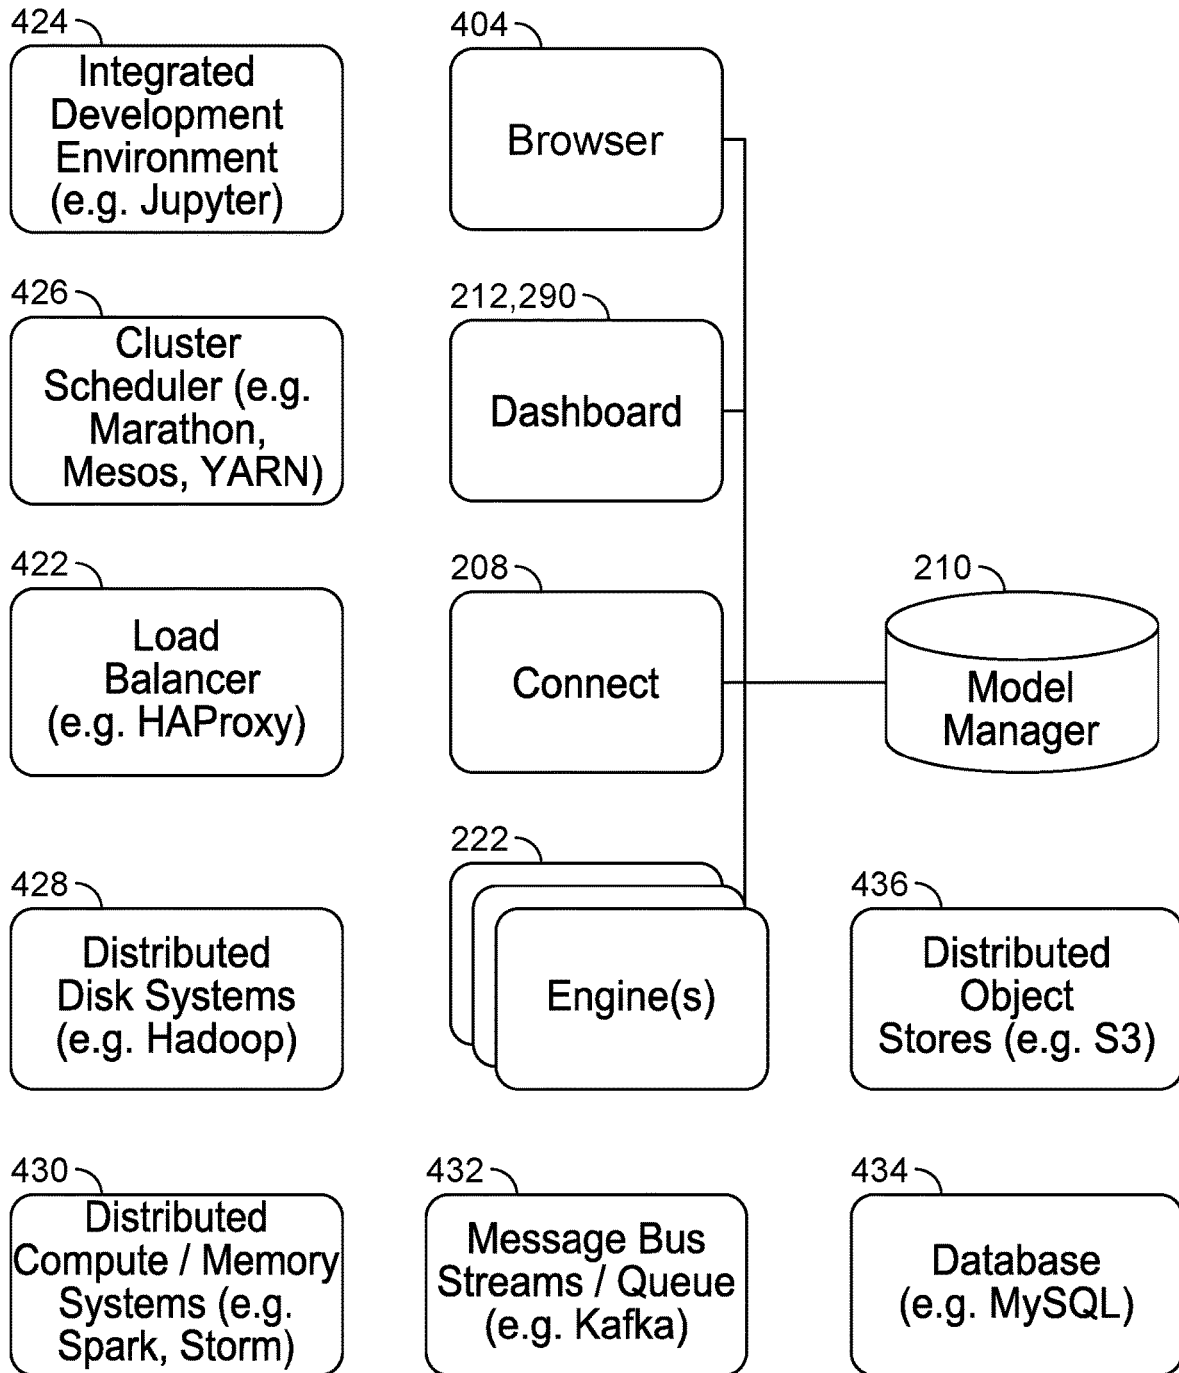 424
Integrated
Development
Environment
(e.g. Jupyter)
404
Browser
426
Cluster
Scheduler (e.g.
Marathon,
Mesos, YARN)
212,290
Dashboard
422
Load
Balancer
(e.g. HAProxy)
208
Connect
210
Model
Manager
428
Distributed
Disk Systems
(e.g. Hadoop)
222
Engine(s)
436
Distributed
Object
Stores (e.g. S3)
430
Distributed
Compute / Memory
Systems (e.g.
Spark, Storm)
432
Message Bus
Streams / Queue
(e.g. Kafka)
434
Database
(e.g. MySQL)